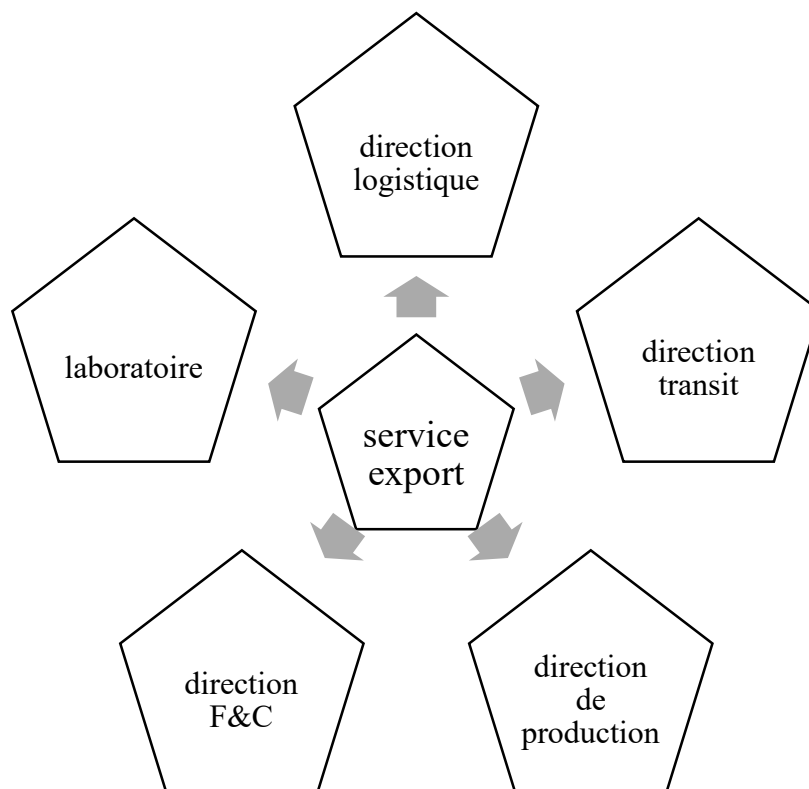 direction
logistique
laboratoire
direction
transit
service
export
direction
F&C
direction
de
production